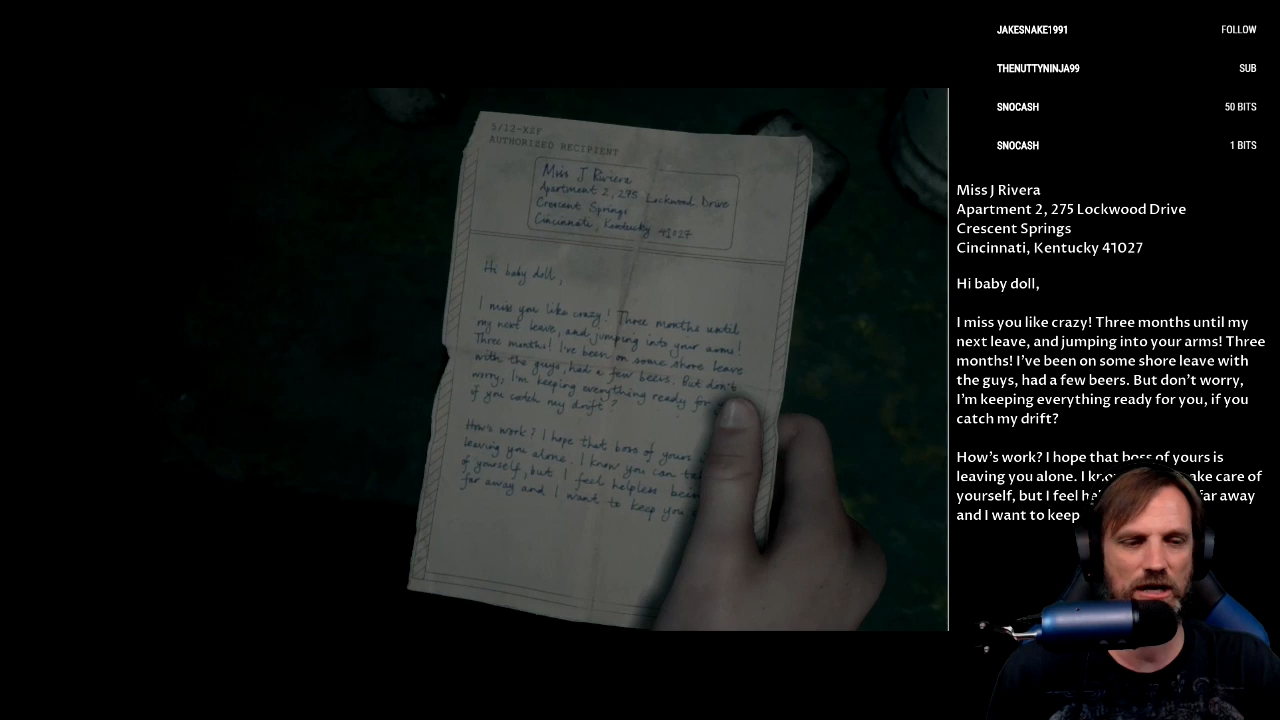 JAKESNAKE1991 FOLLOW
THENUTTYNINJA99 SUB
SNOCASH 50 BITS
SNOCASH 1 BITS
5/12-XZF
AUTHORIZED RECIPIENT
Miss J Rivera
Apartment 2, 275 Lockwood Drive
Crescent Springs
Cincinnati, Kentucky 41027
Hi baby doll,
I miss you like crazy! Three months until
my next leave, and jumping into your arms!
Three months! I've been on some shore leave
with the guys, had a few beers. But don't
worry, I'm keeping everything ready for
if you catch my drift?
How's work? I hope that boss of yours
leaving you alone. I know you can
of yourself, but I feel helpless
far away and I want to keep you
Miss J Rivera
Apartment 2, 275 Lockwood Drive
Crescent Springs
Cincinnati, Kentucky 41027
Hi baby doll,
I miss you like crazy! Three months until my
next leave, and jumping into your arms! Three
months! I've been on some shore leave with
the guys, had a few beers. But don't worry,
I'm keeping everything ready for you, if you
catch my drift?
How's work? I hope that boss of yours is
leaving you alone. I care of
yourself, but I feel far away
and I want to keep